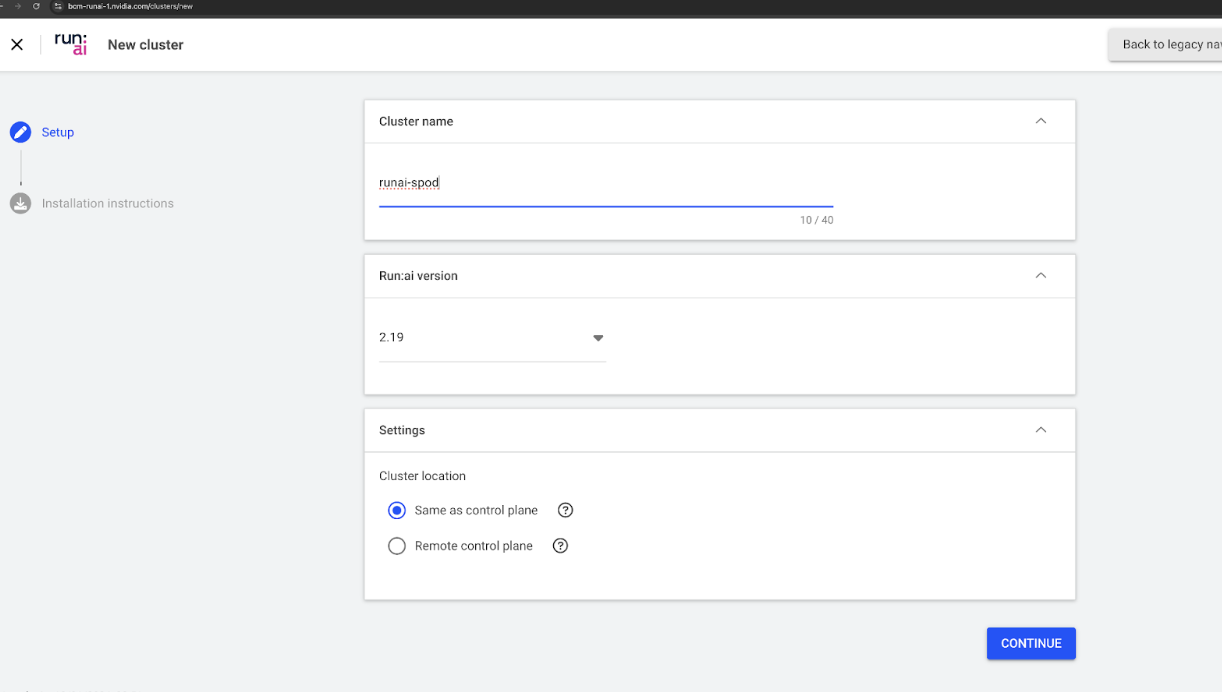 bcm-runai-1.nvidia.com/clusters/new
run:
ai
New cluster
Back to legacy nav
Setup
Installation instructions
Cluster name
runai-spod
10 / 40
Run:ai version
2.19
Settings
Cluster location
Same as control plane
Remote control plane
CONTINUE